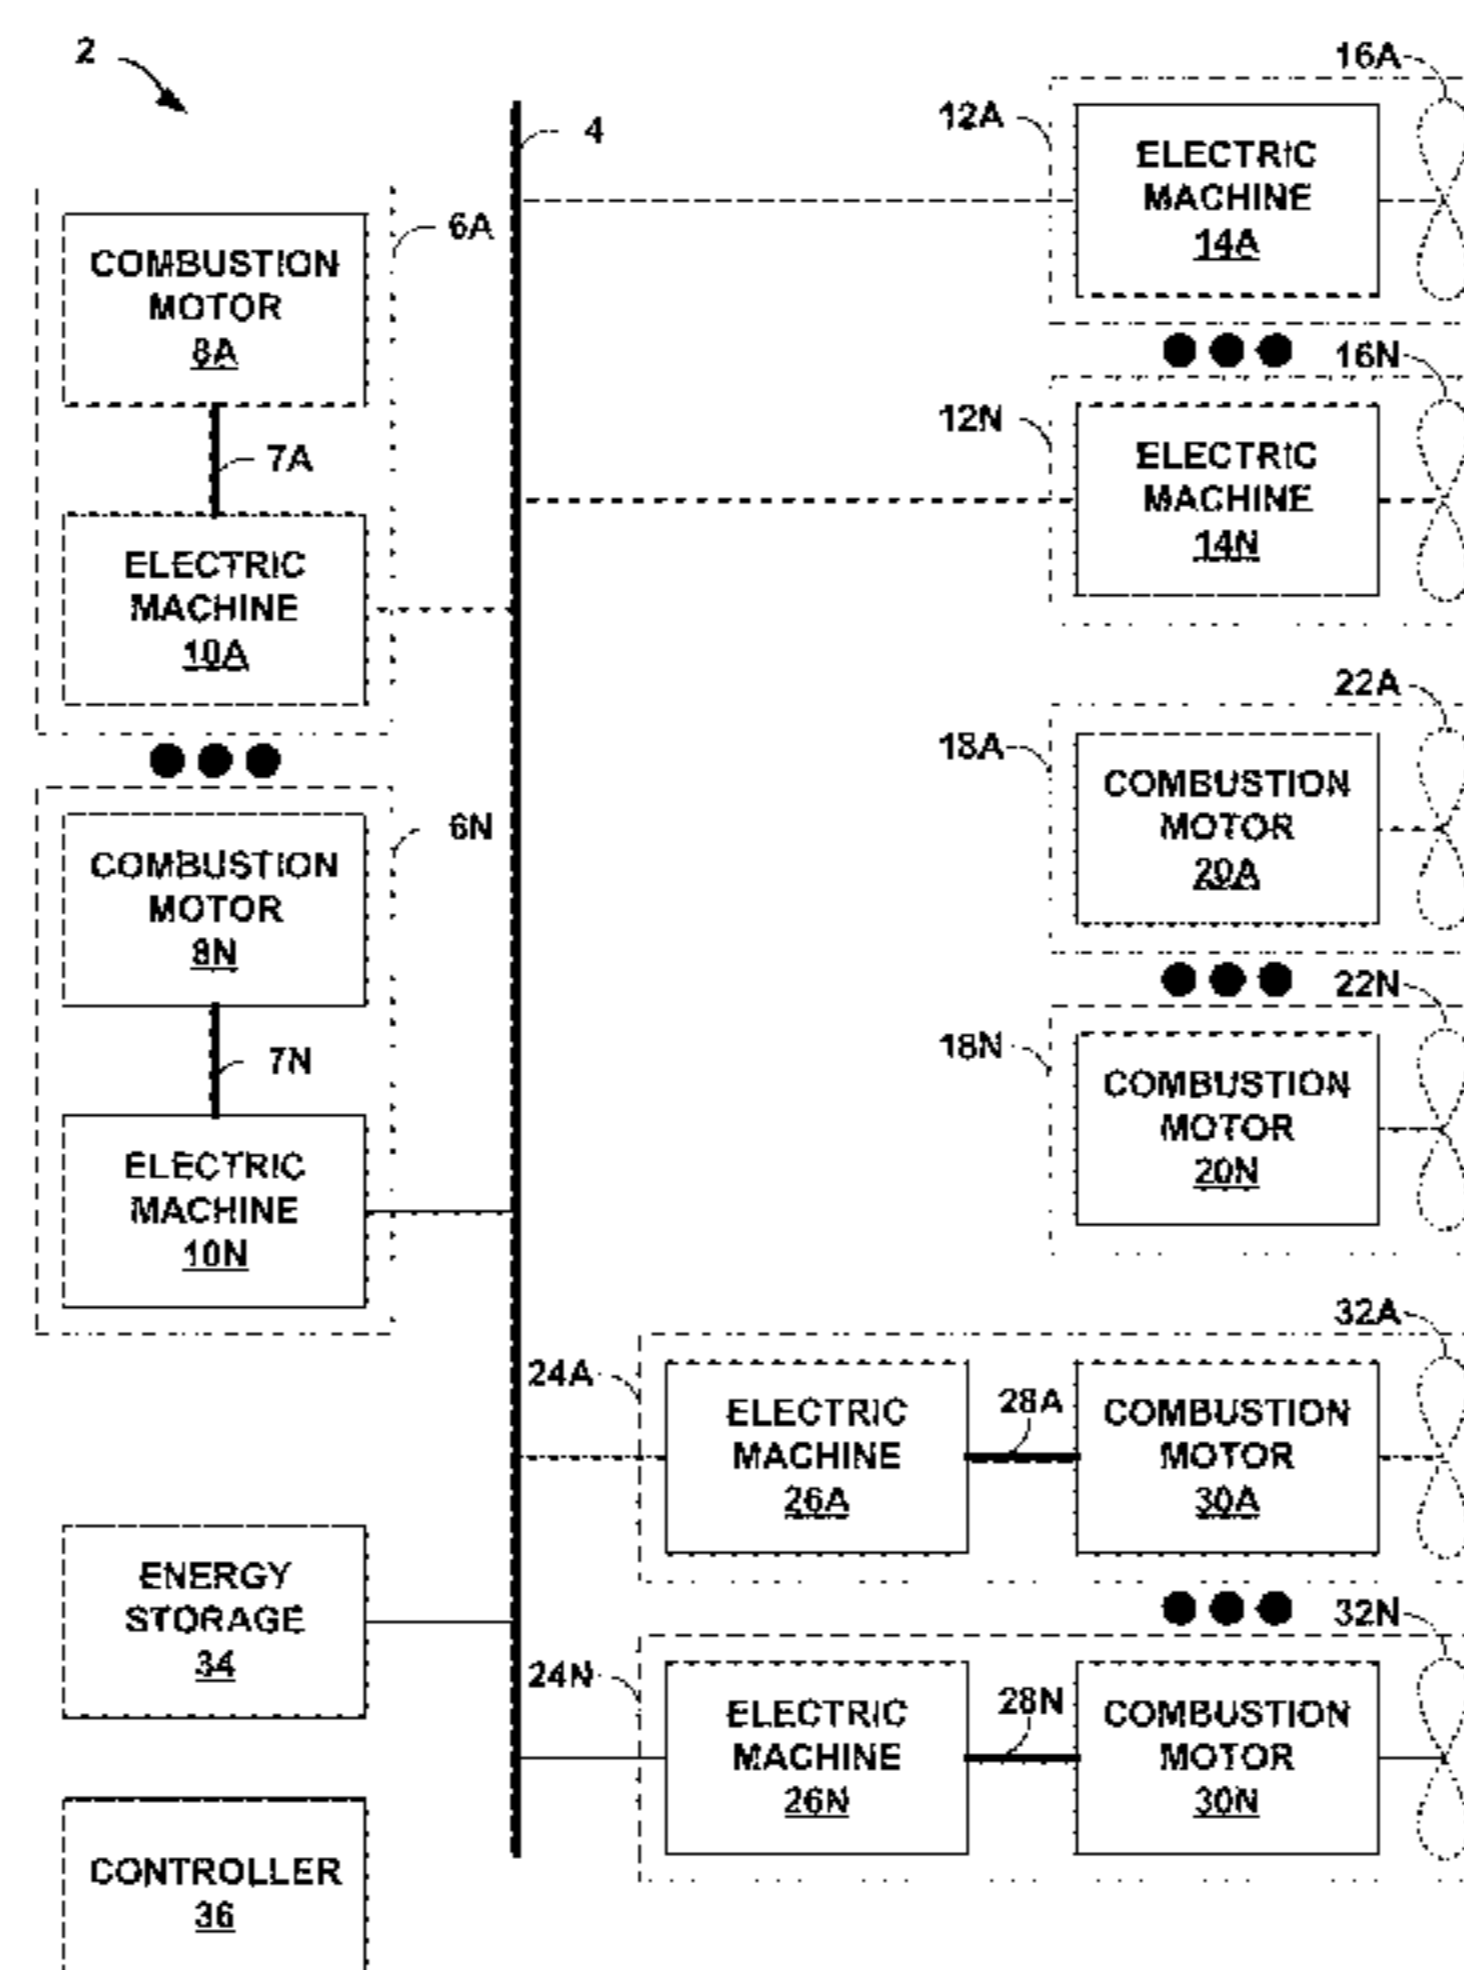 2
4
6A
COMBUSTION
MOTOR
8A
7A
ELECTRIC
MACHINE
10A
6N
COMBUSTION
MOTOR
8N
7N
ELECTRIC
MACHINE
10N
ENERGY
STORAGE
34
CONTROLLER
36
16A
12A
ELECTRIC
MACHINE
14A
16N
12N
ELECTRIC
MACHINE
14N
22A
18A
COMBUSTION
MOTOR
20A
22N
18N
COMBUSTION
MOTOR
20N
32A
24A
ELECTRIC
MACHINE
26A
28A
COMBUSTION
MOTOR
30A
32N
24N
ELECTRIC
MACHINE
26N
28N
COMBUSTION
MOTOR
30N